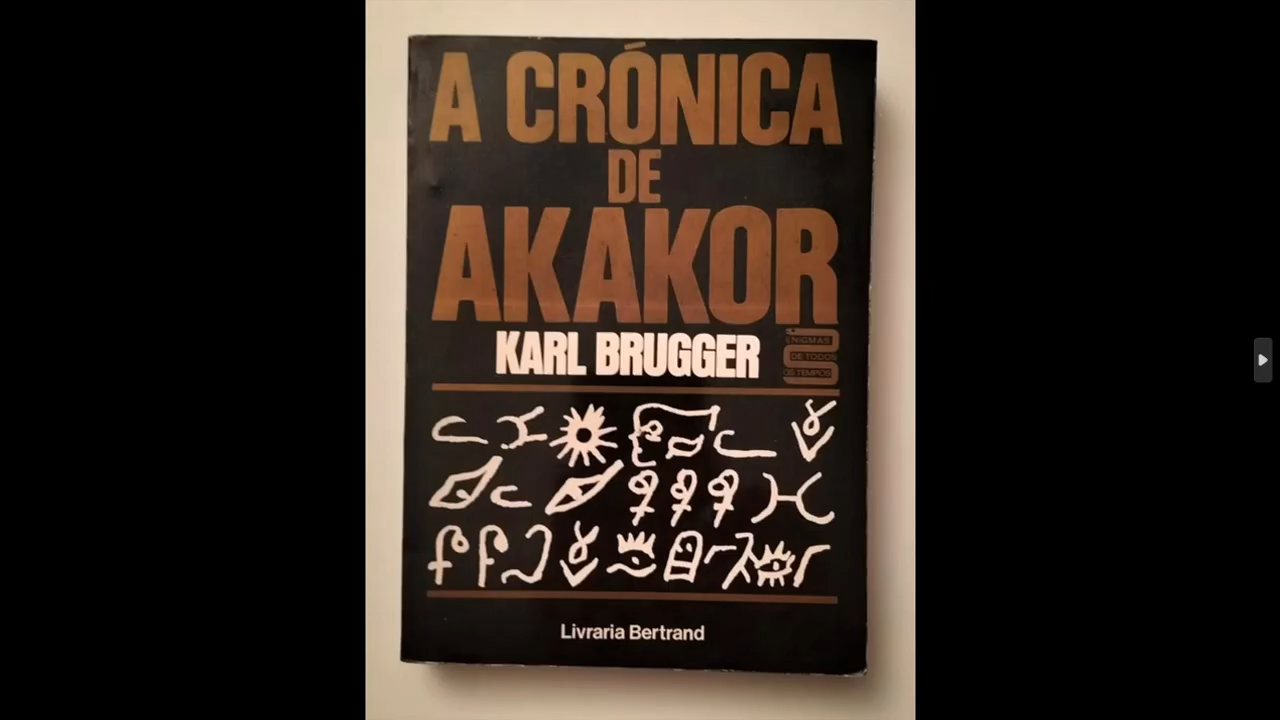 A CRÓNICA
DE
AKAKOR
KARL BRUGGER
ENIGMAS
DE TODOS
OS TEMPOS
Livraria Bertrand